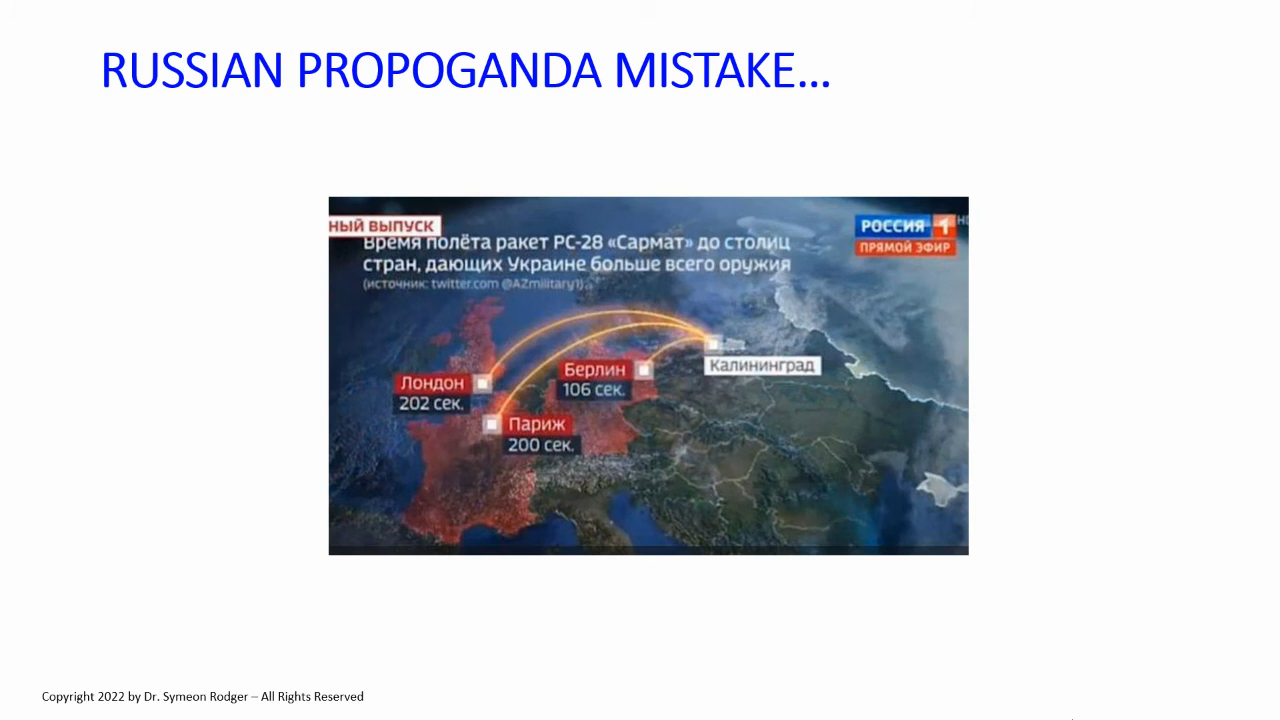 RUSSIAN PROPOGANDA MISTAKE...
НЫЙ ВЫПУСК
РОССИЯ 1
ПРЯМОЙ ЭФИР
Время полёта ракет РС-28 «Сармат» до столиц
стран, дающих Украине больше всего оружия
(источник: twitter.com @AZmilitary1)
Калининград
Берлин
106 сек.
Лондон
202 сек.
Париж
200 сек.
Copyright 2022 by Dr. Symeon Rodger – All Rights Reserved